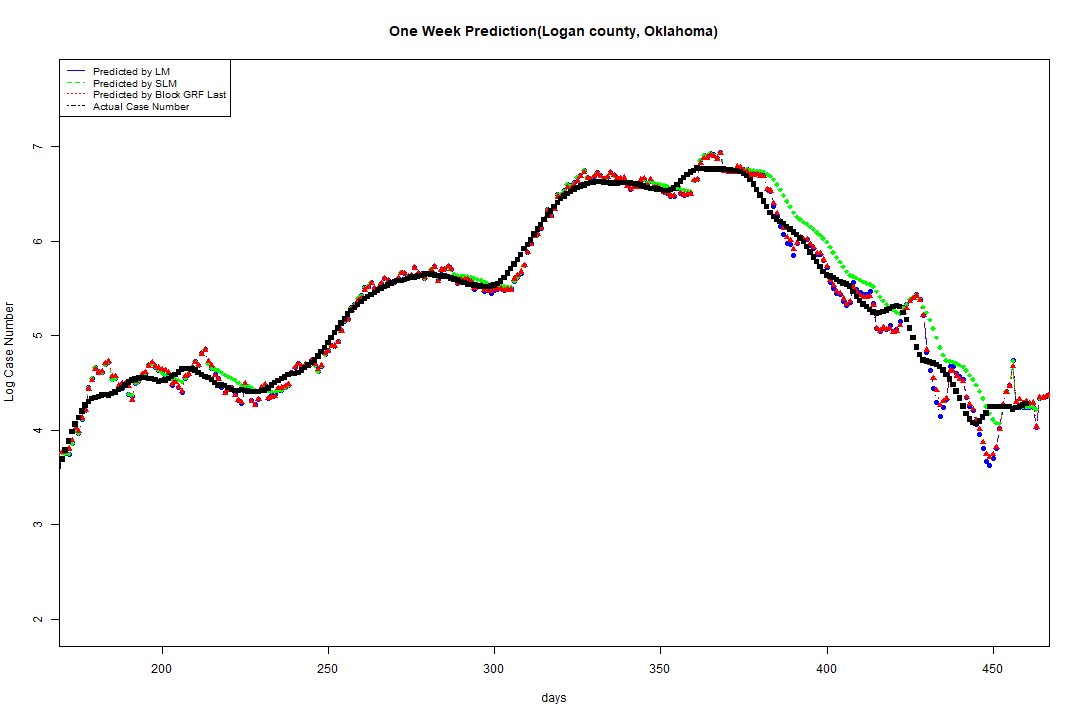 One Week Prediction(Logan county, Oklahoma)
Predicted by LM
Predicted by SLM
Predicted by Block GRF Last
Actual Case Number
Log Case Number
7
6
5
4
3
2
200 250 300 350 400 450
days